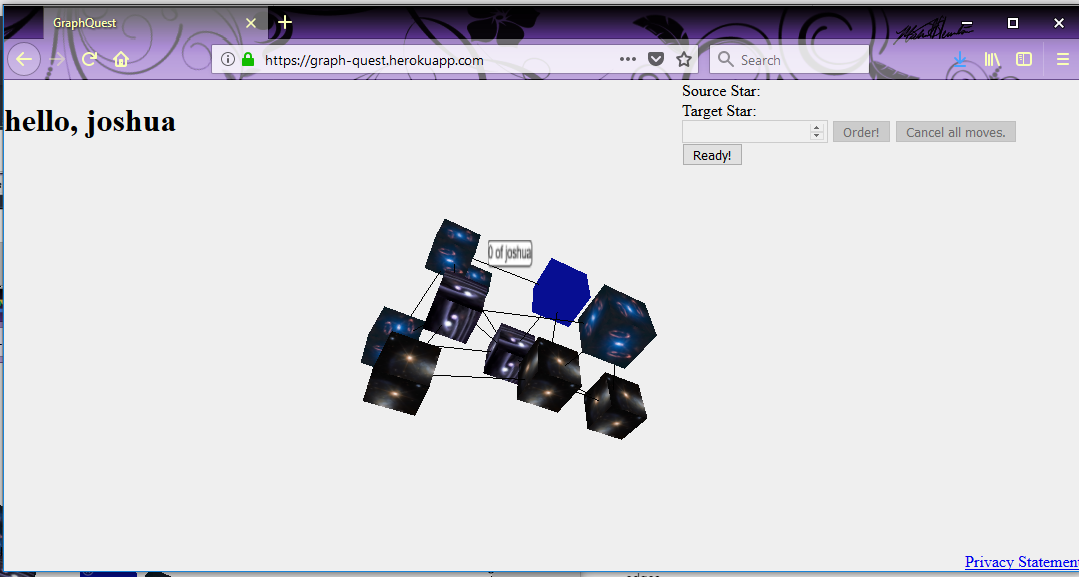 GraphQuest
https://graph-quest.herokuapp.com
Search
hello, joshua
Source Star:
Target Star:
Order!
Cancel all moves.
Ready!
0 of joshua
Privacy Statement